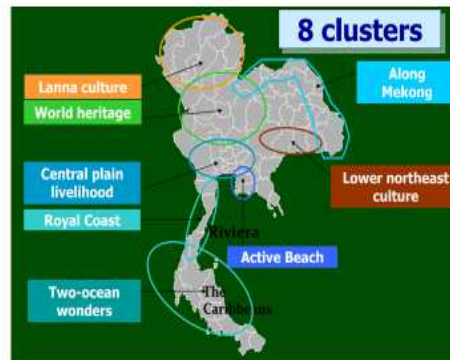 8 clusters
Lanna culture
World heritage
Along
Mekong
Central plain
livelihood
Lower northeast
culture
Royal Coast
Riviera
Active Beach
Two-ocean
wonders
The
Caribbeans